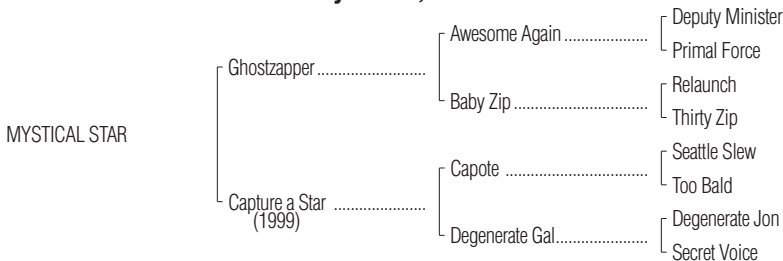 Deputy Minister
Awesome Again
Primal Force
Ghostzapper
Relaunch
Baby Zip
Thirty Zip
MYSTICAL STAR
Seattle Slew
Capote
Too Bald
Capture a Star
(1999)
Degenerate Jon
Degenerate Gal
Secret Voice